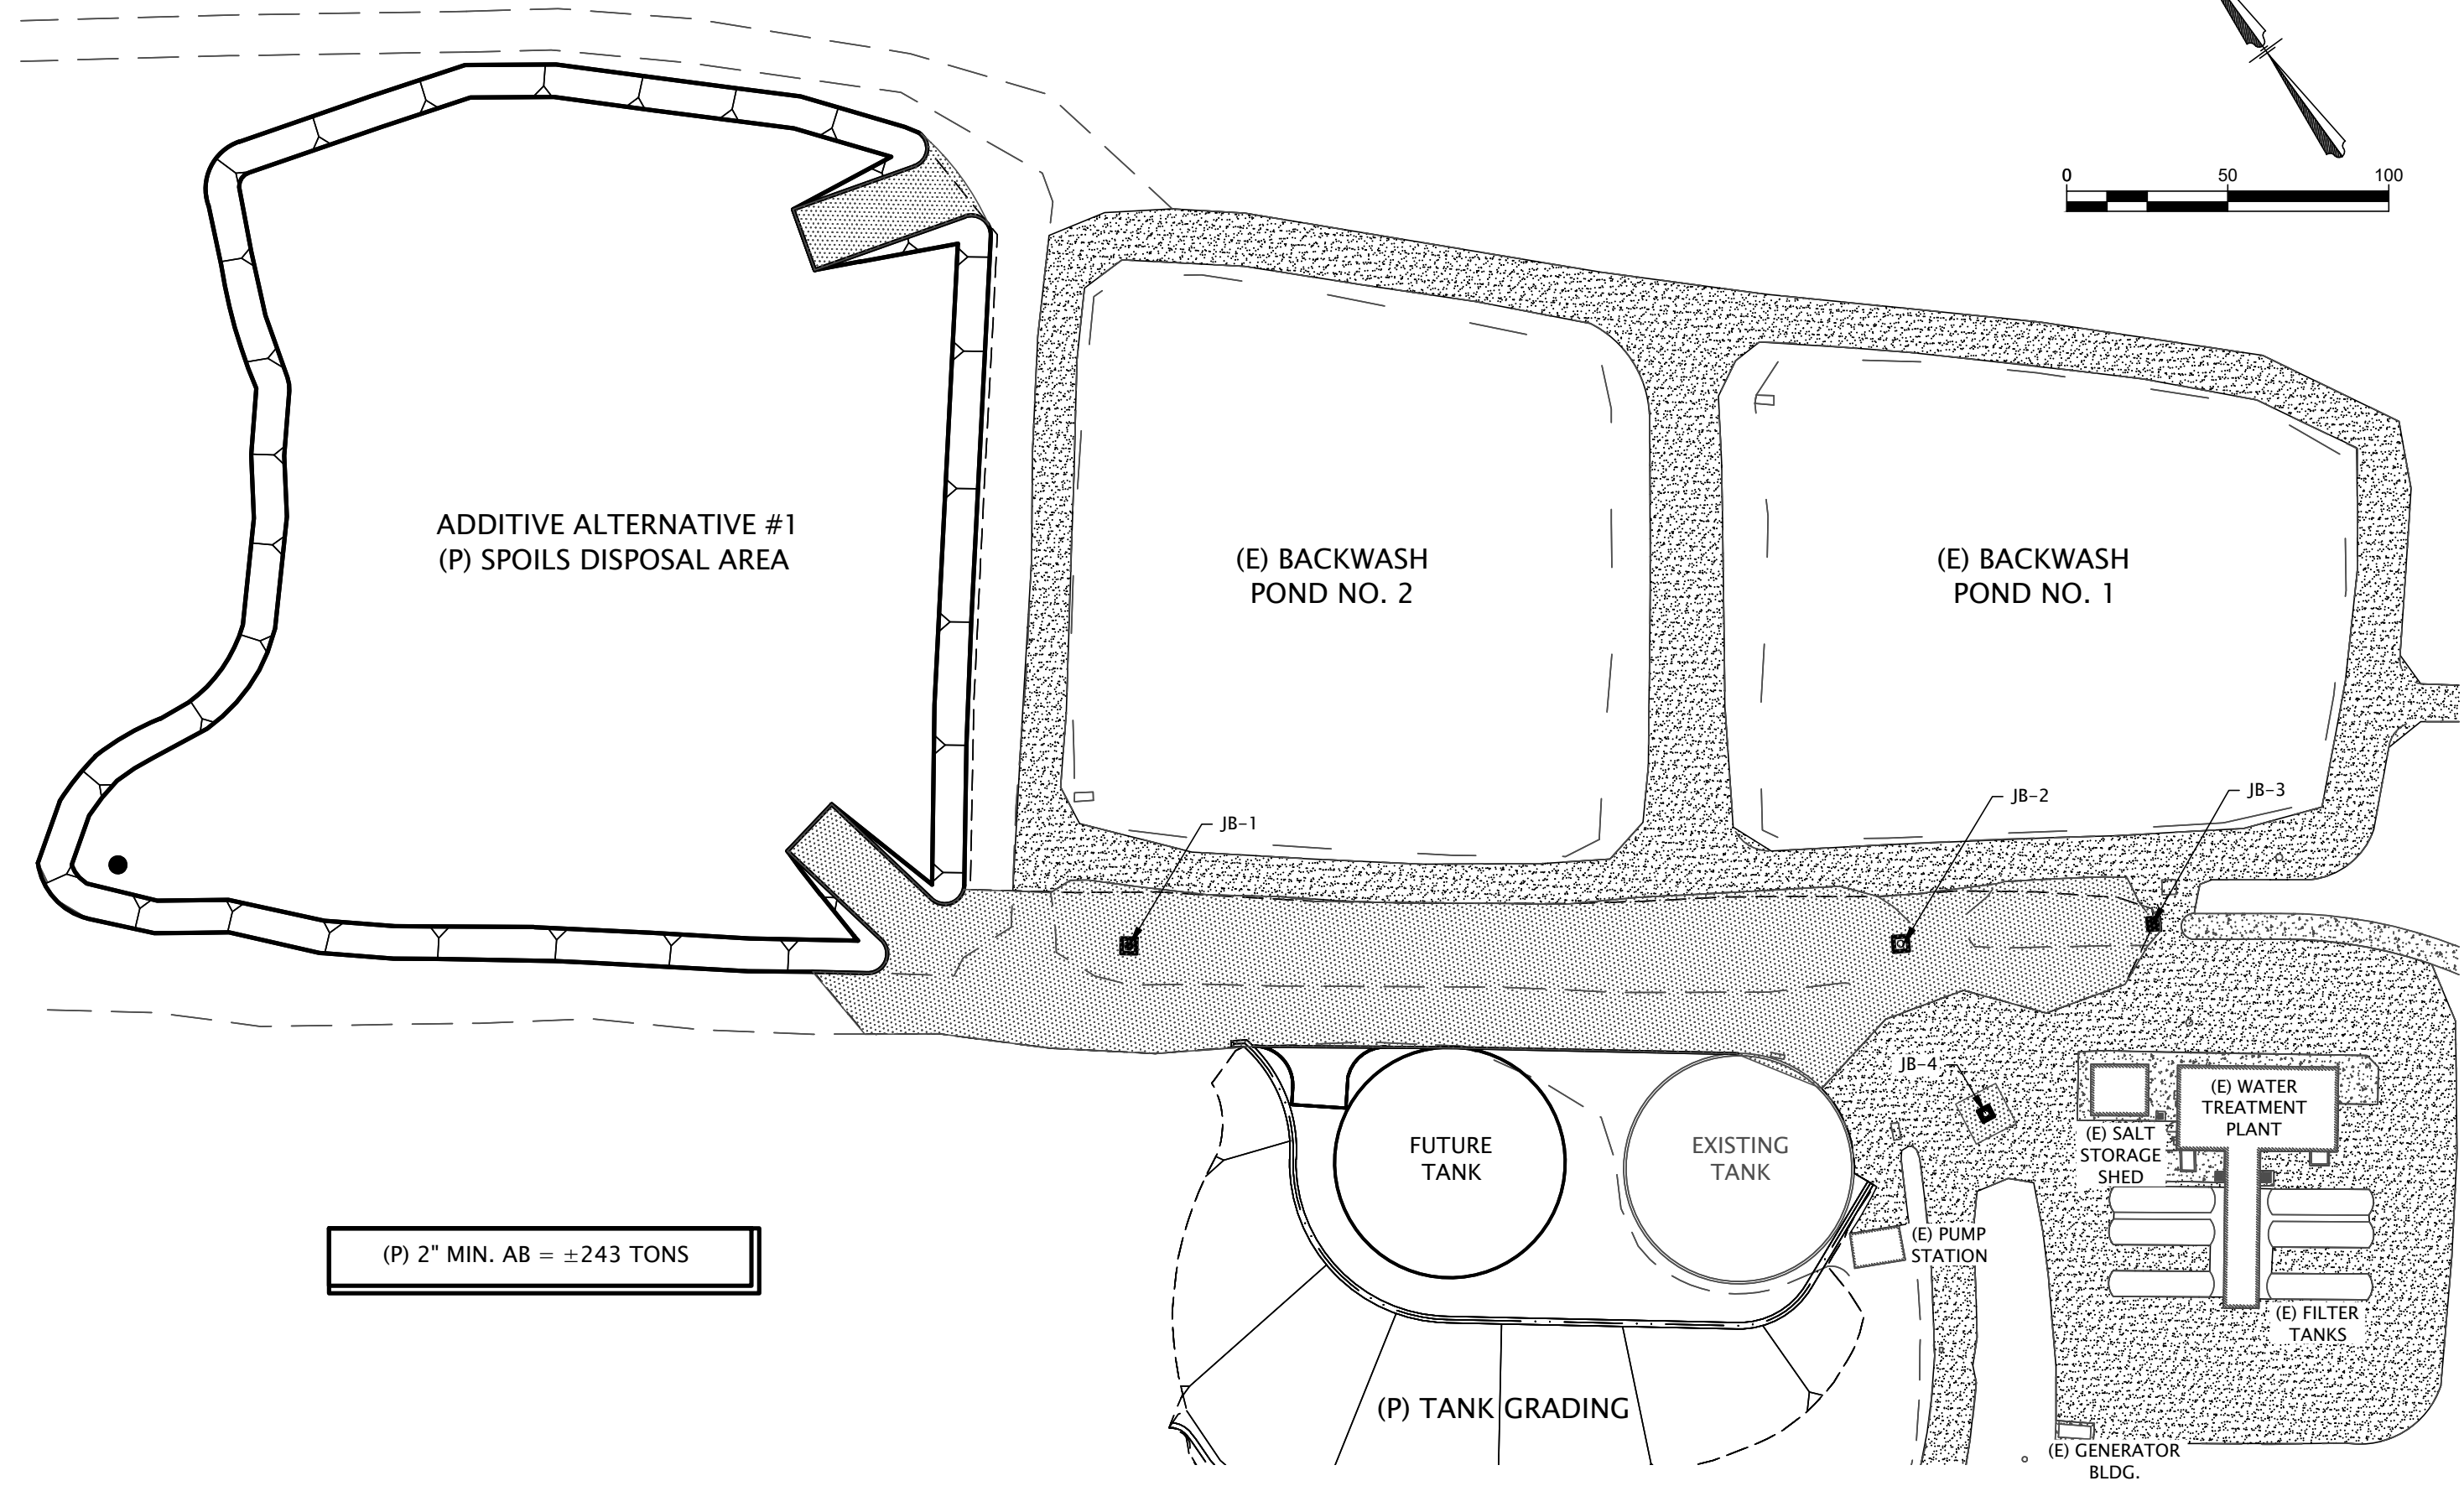 0 50 100
ADDITIVE ALTERNATIVE #1
(P) SPOILS DISPOSAL AREA
(E) BACKWASH
POND NO. 2
(E) BACKWASH
POND NO. 1
JB-1
JB-2
JB-3
JB-4
(E) WATER
TREATMENT
PLANT
(E) SALT
STORAGE
SHED
FUTURE
TANK
EXISTING
TANK
(E) PUMP
STATION
(P) 2" MIN. AB = ±243 TONS
(E) FILTER
TANKS
(P) TANK GRADING
(E) GENERATOR
BLDG.